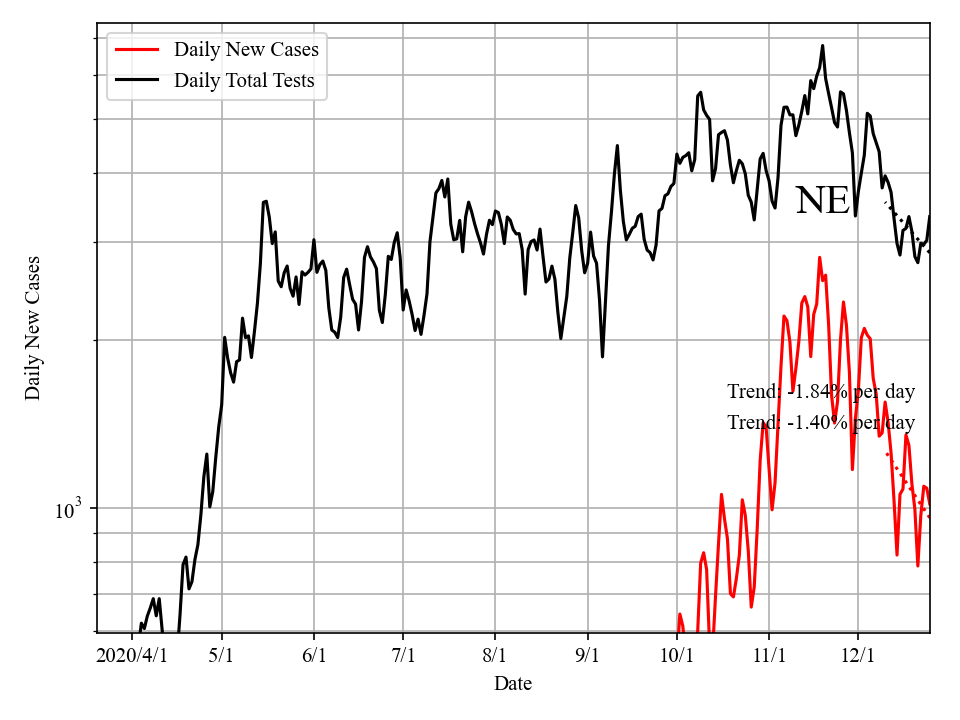 Daily New Cases
Daily Total Tests
NE
Trend: -1.84% per day
Trend: -1.40% per day
Daily New Cases
10^3
2020/4/1 5/1 6/1 7/1 8/1 9/1 10/1 11/1 12/1
Date